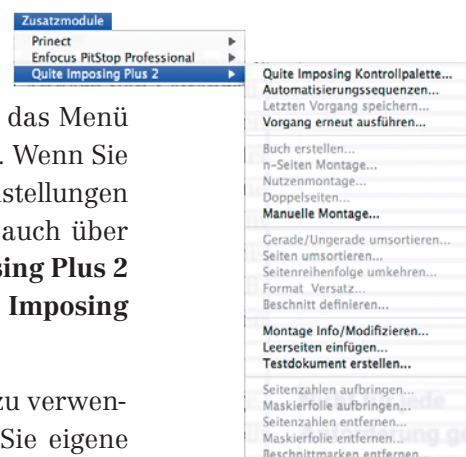 Zusatzmodule
Prinect
Enfocus PitStop Professional
Quite Imposing Plus 2
Quite Imposing Kontrollpalette...
Automatisierungssequenzen...
Letzten Vorgang speichern...
Vorgang erneut ausführen...
Buch erstellen...
n-Seiten Montage...
Nutzenmontage...
Doppelseiten...
Manuelle Montage...
Gerade/Ungerade umsortieren...
Seiten umsortieren...
Seitenreihenfolge umkehren...
Format Versatz...
Beschnitt definieren...
Montage Info/Modifizieren...
Leerseiten einfügen...
Testdokument erstellen...
Seitenzahlen aufbringen...
Maskierfolie aufbringen...
Seitenzahlen entfernen...
Maskierfolie entfernen...
Beschnittmarken entfernen...
das Menü
. Wenn Sie
nstellungen
auch über
sing Plus 2
Imposing
zu verwen-
Sie eigene